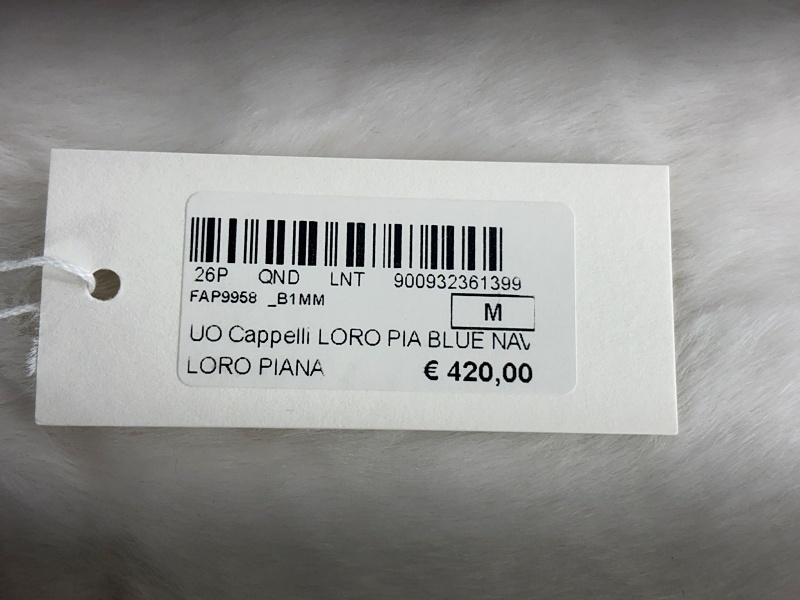 26P QND LNT 900932361399
FAP9958 _B1MM
M
UO Cappelli LORO PIA BLUE NAV
LORO PIANA € 420,00